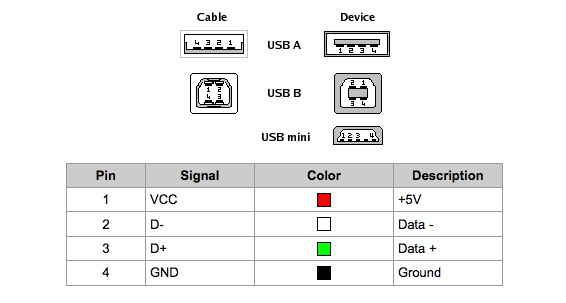 Cable Device
4 3 2 1 USB A 1 2 3 4
1 2 USB B 2 1
4 3 3 4
USB mini 1 2 3 4
Pin Signal Color Description
1 VCC +5V
2 D- Data -
3 D+ Data +
4 GND Ground